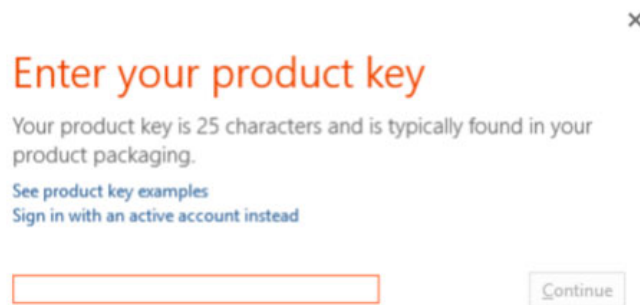 Enter your product key
Your product key is 25 characters and is typically found in your
product packaging.
See product key examples
Sign in with an active account instead
Continue